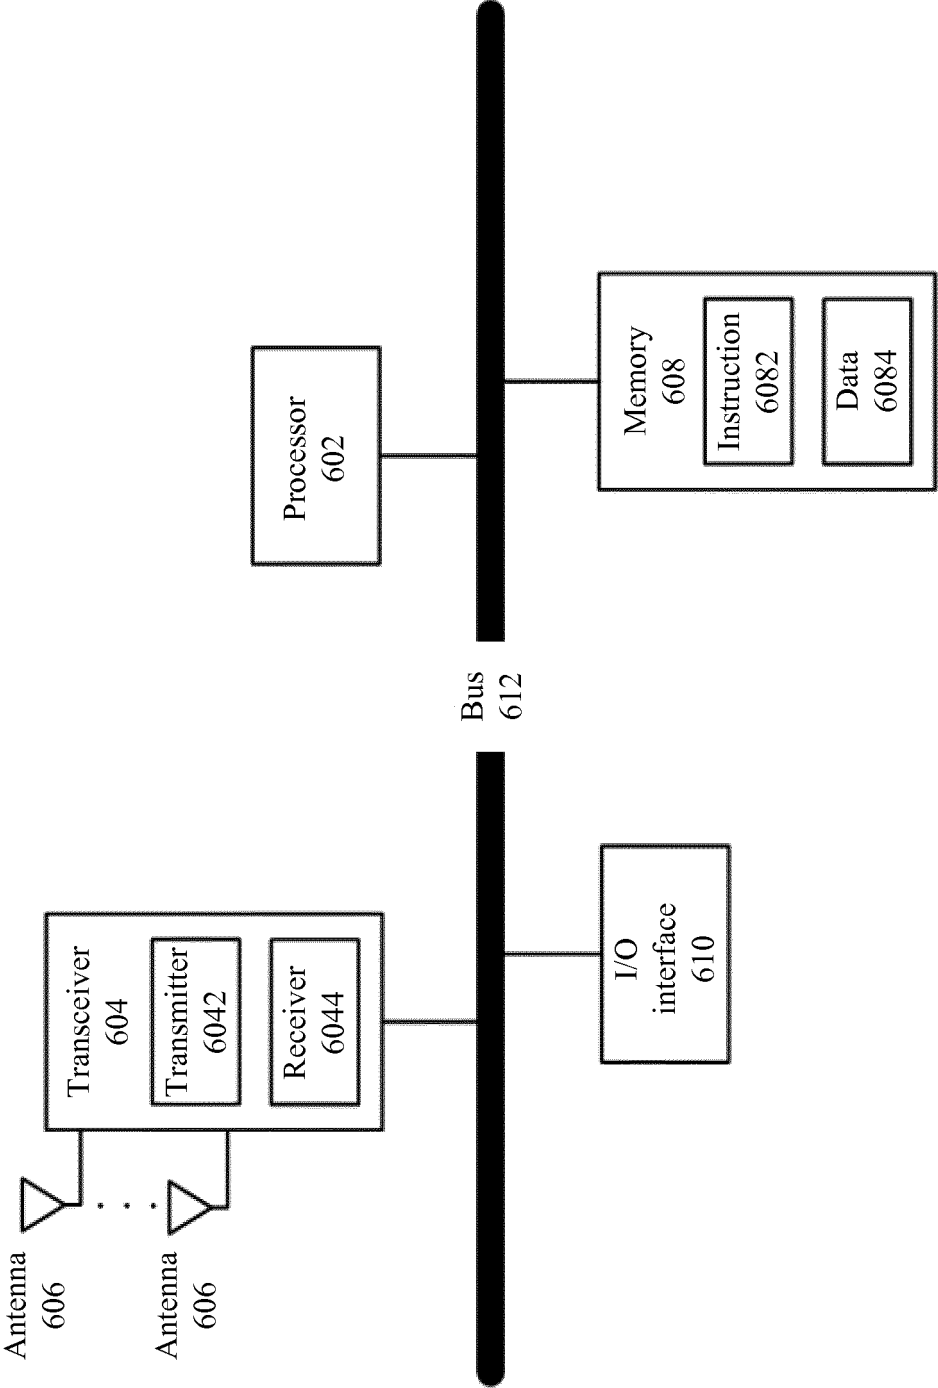 Antenna
606
Antenna
606
Transceiver
604
Transmitter
6042
Receiver
6044
Processor
602
Bus
612
I/O
interface
610
Memory
608
Instruction
6082
Data
6084